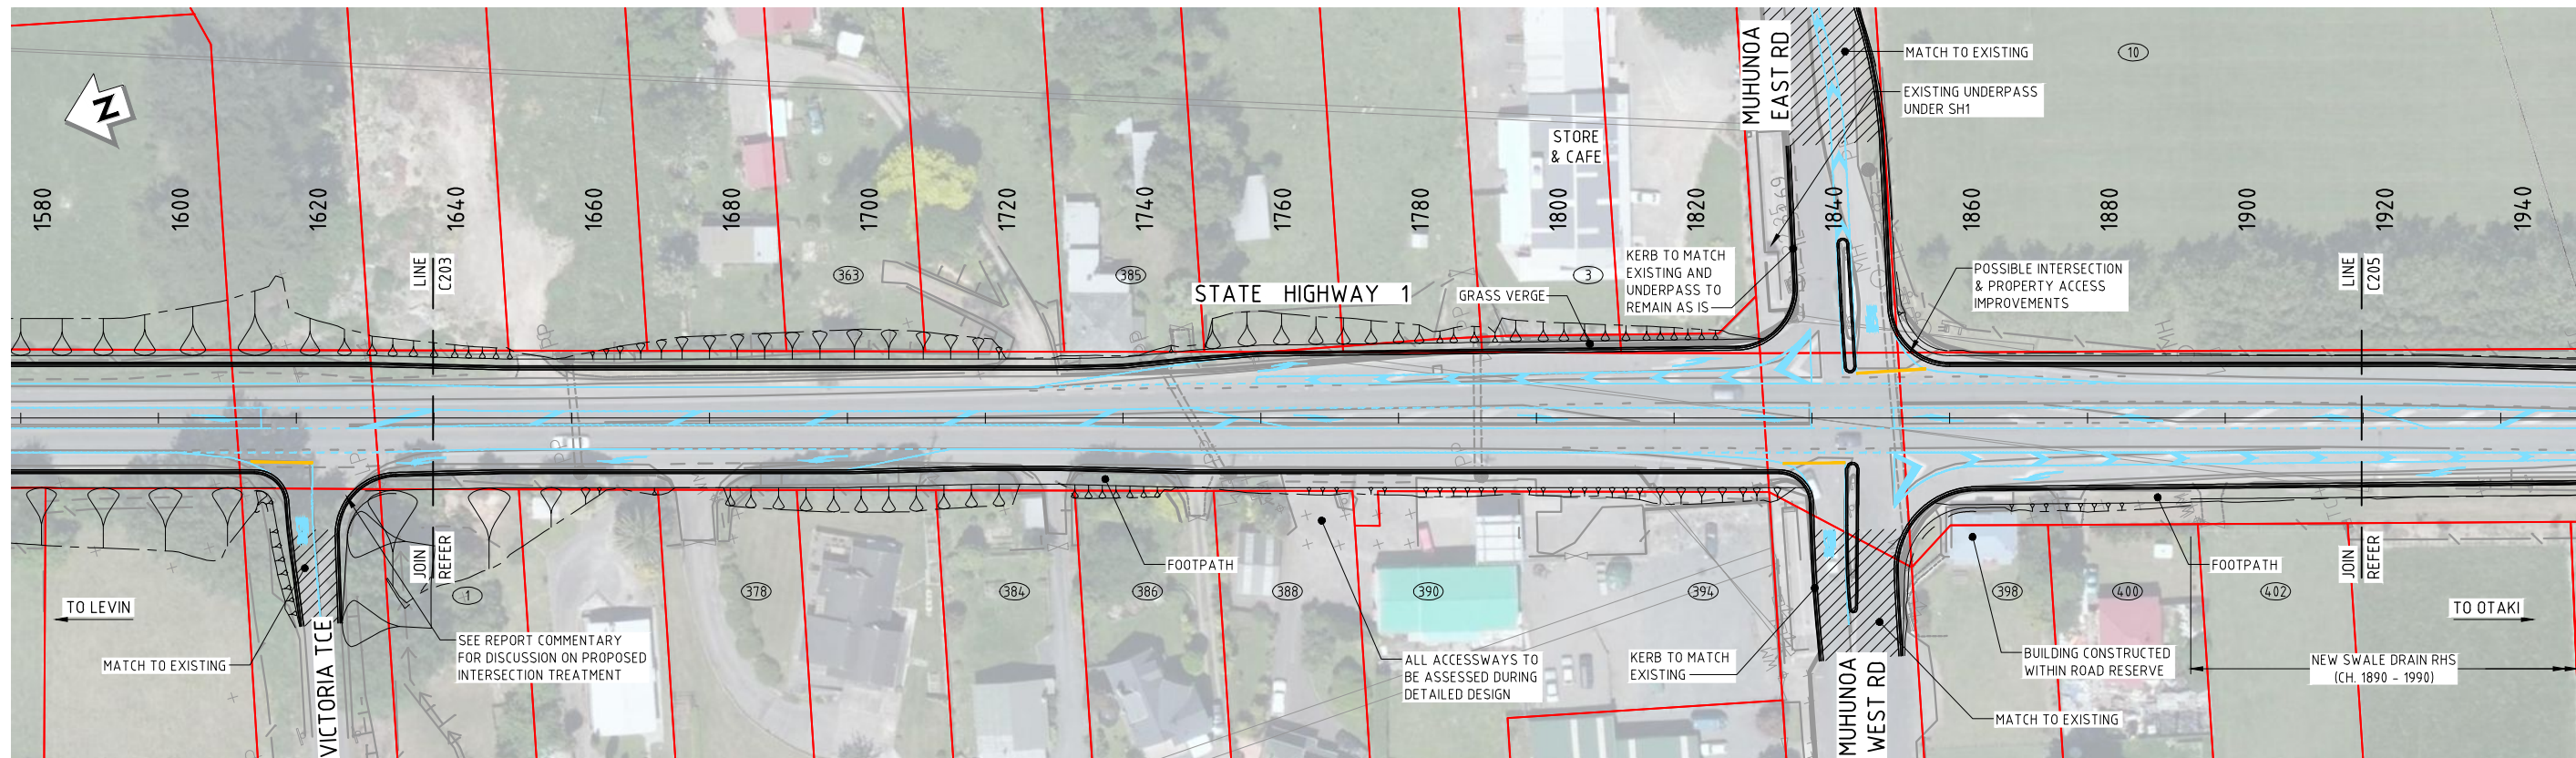 MUHUNOA
EAST RD
MATCH TO EXISTING
10
EXISTING UNDERPASS
UNDER SH1
N
STORE
& CAFE
1580
1600
1620
1640
1660
1680
1700
1720
1740
1760
1780
1800
1820
1840
1860
1880
1900
1920
1940
LINE
C203
363
385
3
KERB TO MATCH
EXISTING AND
UNDERPASS TO
REMAIN AS IS
POSSIBLE INTERSECTION
& PROPERTY ACCESS
IMPROVEMENTS
LINE
C205
STATE HIGHWAY 1
GRASS VERGE
JOIN
REFER
FOOTPATH
FOOTPATH
JOIN
REFER
1
378
384
386
388
390
394
398
400
402
TO LEVIN
TO OTAKI
MATCH TO EXISTING
VICTORIA TCE
SEE REPORT COMMENTARY
FOR DISCUSSION ON PROPOSED
INTERSECTION TREATMENT
ALL ACCESSWAYS TO
BE ASSESSED DURING
DETAILED DESIGN
KERB TO MATCH
EXISTING
MUHUNOA
WEST RD
BUILDING CONSTRUCTED
WITHIN ROAD RESERVE
NEW SWALE DRAIN RHS
(CH. 1890 - 1990)
MATCH TO EXISTING